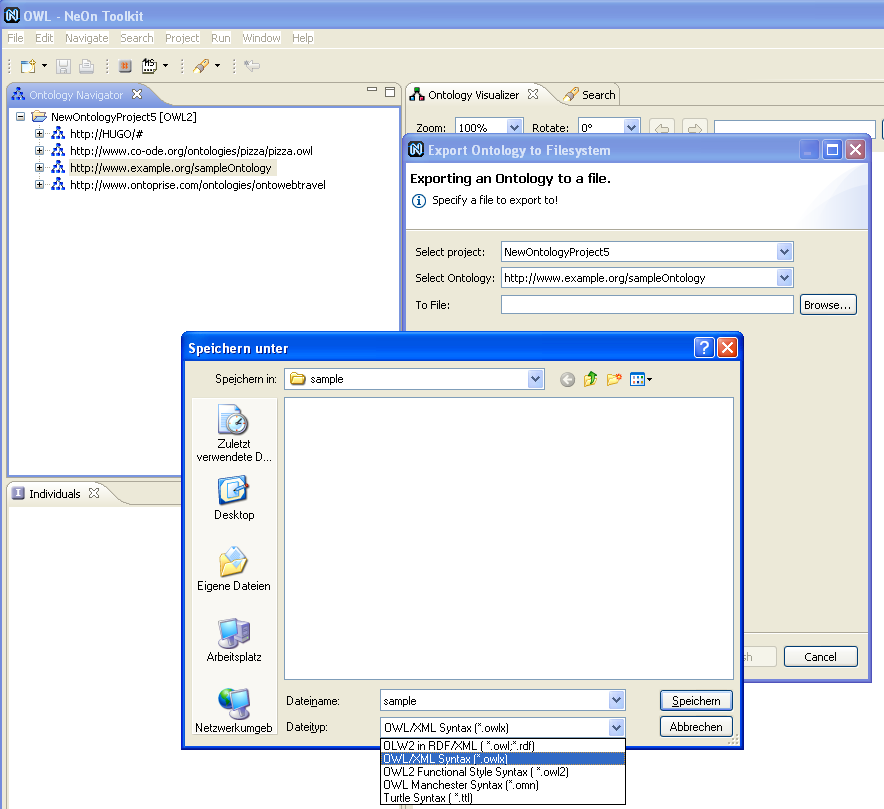 OWL - NeOn Toolkit
File Edit Navigate Search Project Run Window Help
Ontology Navigator
NewOntologyProject5 [OWL2]
http://HUGO/#
http://www.co-ode.org/ontologies/pizza/pizza.owl
http://www.example.org/sampleOntology
http://www.ontoprise.com/ontologies/ontowebtravel
Individuals
Ontology Visualizer Search
Zoom: 100% Rotate: 0°
Export Ontology to Filesystem
Exporting an Ontology to a file.
Specify a file to export to!
Select project: NewOntologyProject5
Select Ontology: http://www.example.org/sampleOntology
To File: Browse...
Cancel
Speichern unter
Speichern in: sample
Zuletzt
verwendete D...
Desktop
Eigene Dateien
Arbeitsplatz
Netzwerkumgeb
Dateiname: sample Speichern
Dateityp: OWL/XML Syntax (*.owlx) Abbrechen
OLW2 in RDF/XML ( *.owl;*.rdf)
OWL/XML Syntax (*.owlx)
OWL2 Functional Style Syntax ( *.owl2)
OWL Manchester Syntax (*.omn)
Turtle Syntax ( *.ttl)